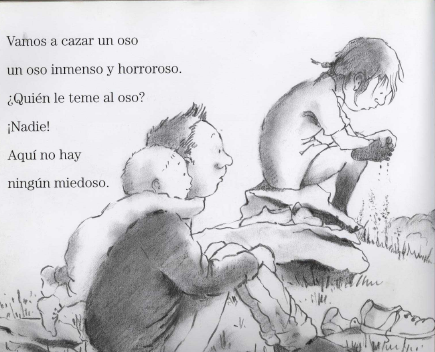 Vamos a cazar un oso
un oso inmenso y horroroso.
¿Quién le teme al oso?
¡Nadie!
Aquí no hay
ningún miedoso.